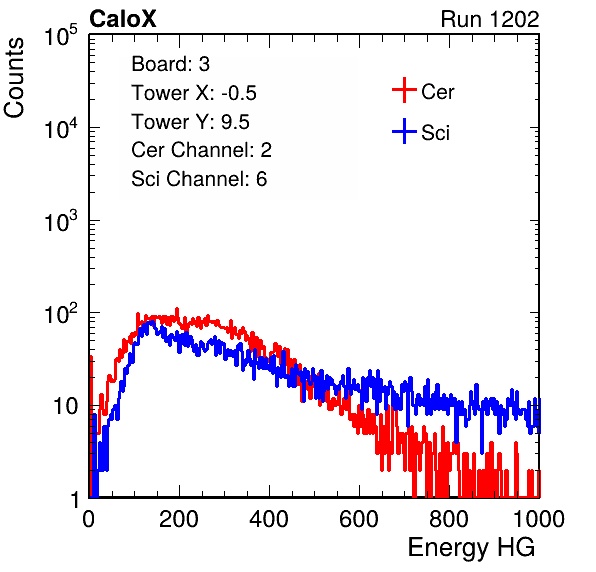 CaloX Run 1202
Counts
Board: 3
Tower X: -0.5
Tower Y: 9.5
Cer Channel: 2
Sci Channel: 6
Cer
Sci
10^5
10^4
10^3
10^2
10
1
0 200 400 600 800 1000
Energy HG